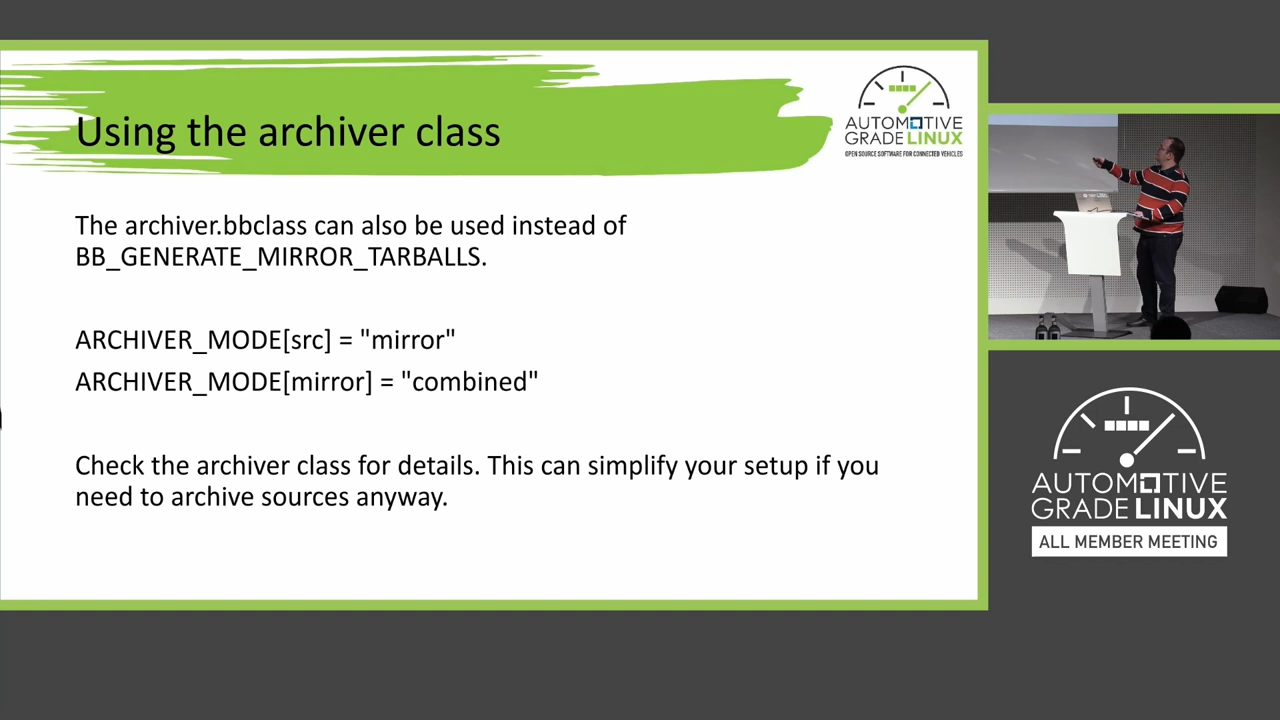 Using the archiver class
AUTOMOTIVE
GRADE LINUX
OPEN SOURCE SOFTWARE FOR CONNECTED VEHICLES
The archiver.bbclass can also be used instead of
BB_GENERATE_MIRROR_TARBALLS.
ARCHIVER_MODE[src] = "mirror"
ARCHIVER_MODE[mirror] = "combined"
Check the archiver class for details. This can simplify your setup if you
need to archive sources anyway.
AUTOMOTIVE
GRADE LINUX
ALL MEMBER MEETING